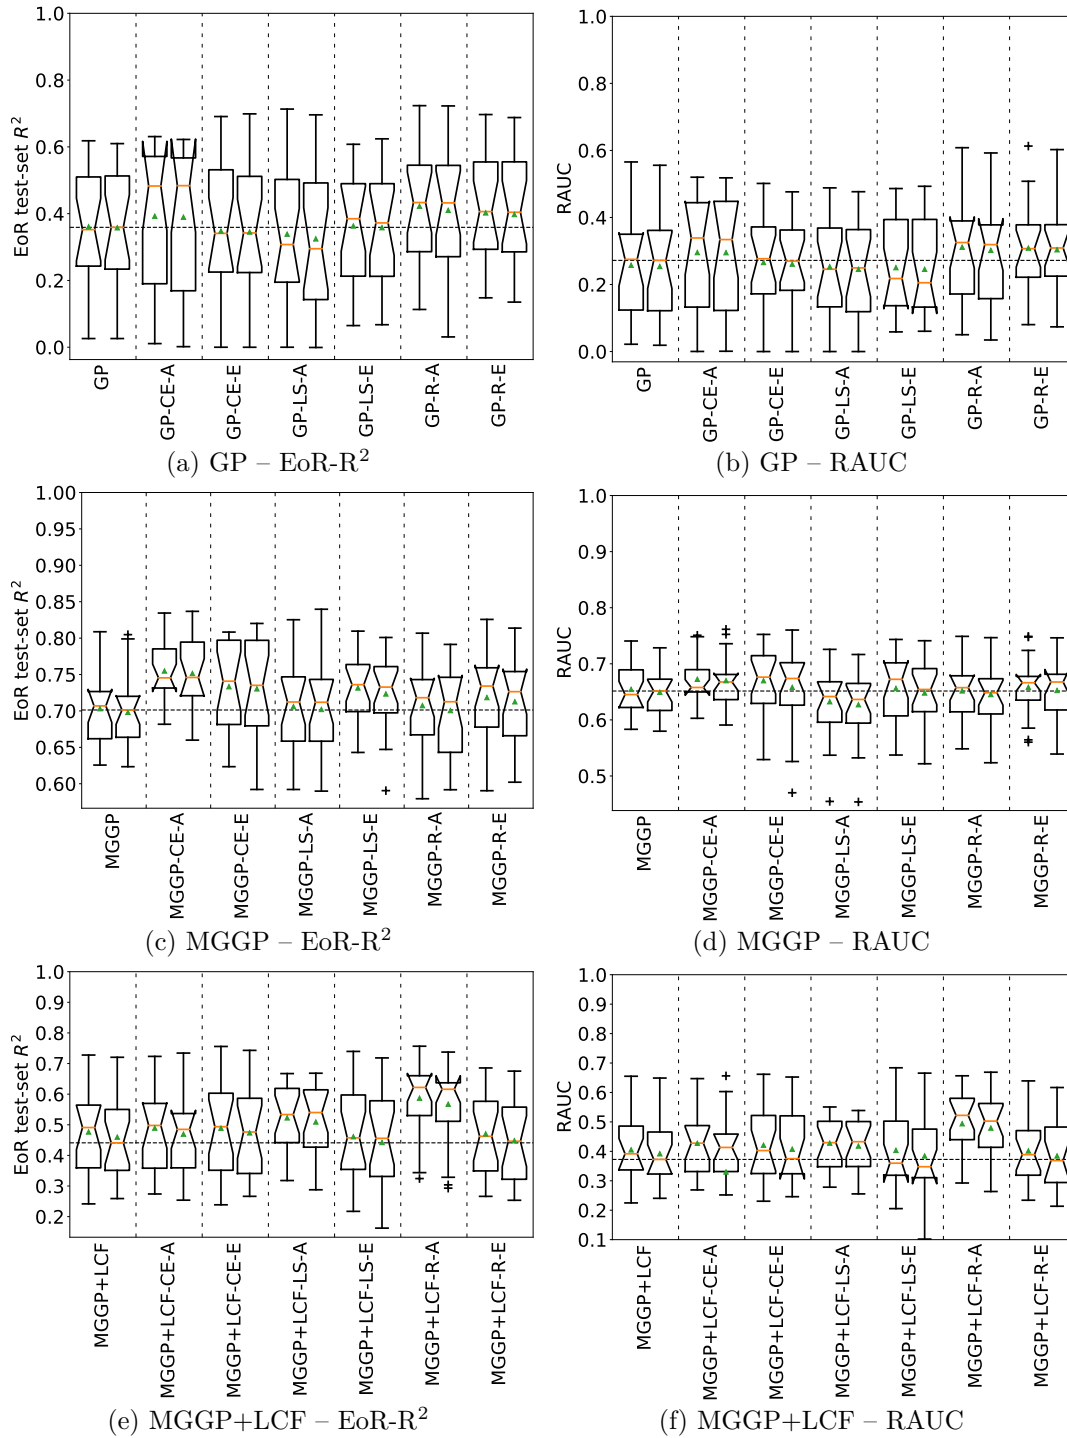 1.0
0.8
0.6
0.4
0.2
0.0
EoR test-set R²
GP
GP-CE-A
GP-CE-E
GP-LS-A
GP-LS-E
GP-R-A
GP-R-E
(a) GP – EoR-R²
1.0
0.8
0.6
0.4
0.2
0.0
RAUC
GP
GP-CE-A
GP-CE-E
GP-LS-A
GP-LS-E
GP-R-A
GP-R-E
(b) GP – RAUC
1.00
0.95
0.90
0.85
0.80
0.75
0.70
0.65
0.60
EoR test-set R²
MGGP
MGGP-CE-A
MGGP-CE-E
MGGP-LS-A
MGGP-LS-E
MGGP-R-A
MGGP-R-E
(c) MGGP – EoR-R²
1.0
0.9
0.8
0.7
0.6
0.5
RAUC
MGGP
MGGP-CE-A
MGGP-CE-E
MGGP-LS-A
MGGP-LS-E
MGGP-R-A
MGGP-R-E
(d) MGGP – RAUC
1.0
0.9
0.8
0.7
0.6
0.5
0.4
0.3
0.2
EoR test-set R²
MGGP+LCF
MGGP+LCF-CE-A
MGGP+LCF-CE-E
MGGP+LCF-LS-A
MGGP+LCF-LS-E
MGGP+LCF-R-A
MGGP+LCF-R-E
(e) MGGP+LCF – EoR-R²
1.0
0.9
0.8
0.7
0.6
0.5
0.4
0.3
0.2
0.1
RAUC
MGGP+LCF
MGGP+LCF-CE-A
MGGP+LCF-CE-E
MGGP+LCF-LS-A
MGGP+LCF-LS-E
MGGP+LCF-R-A
MGGP+LCF-R-E
(f) MGGP+LCF – RAUC